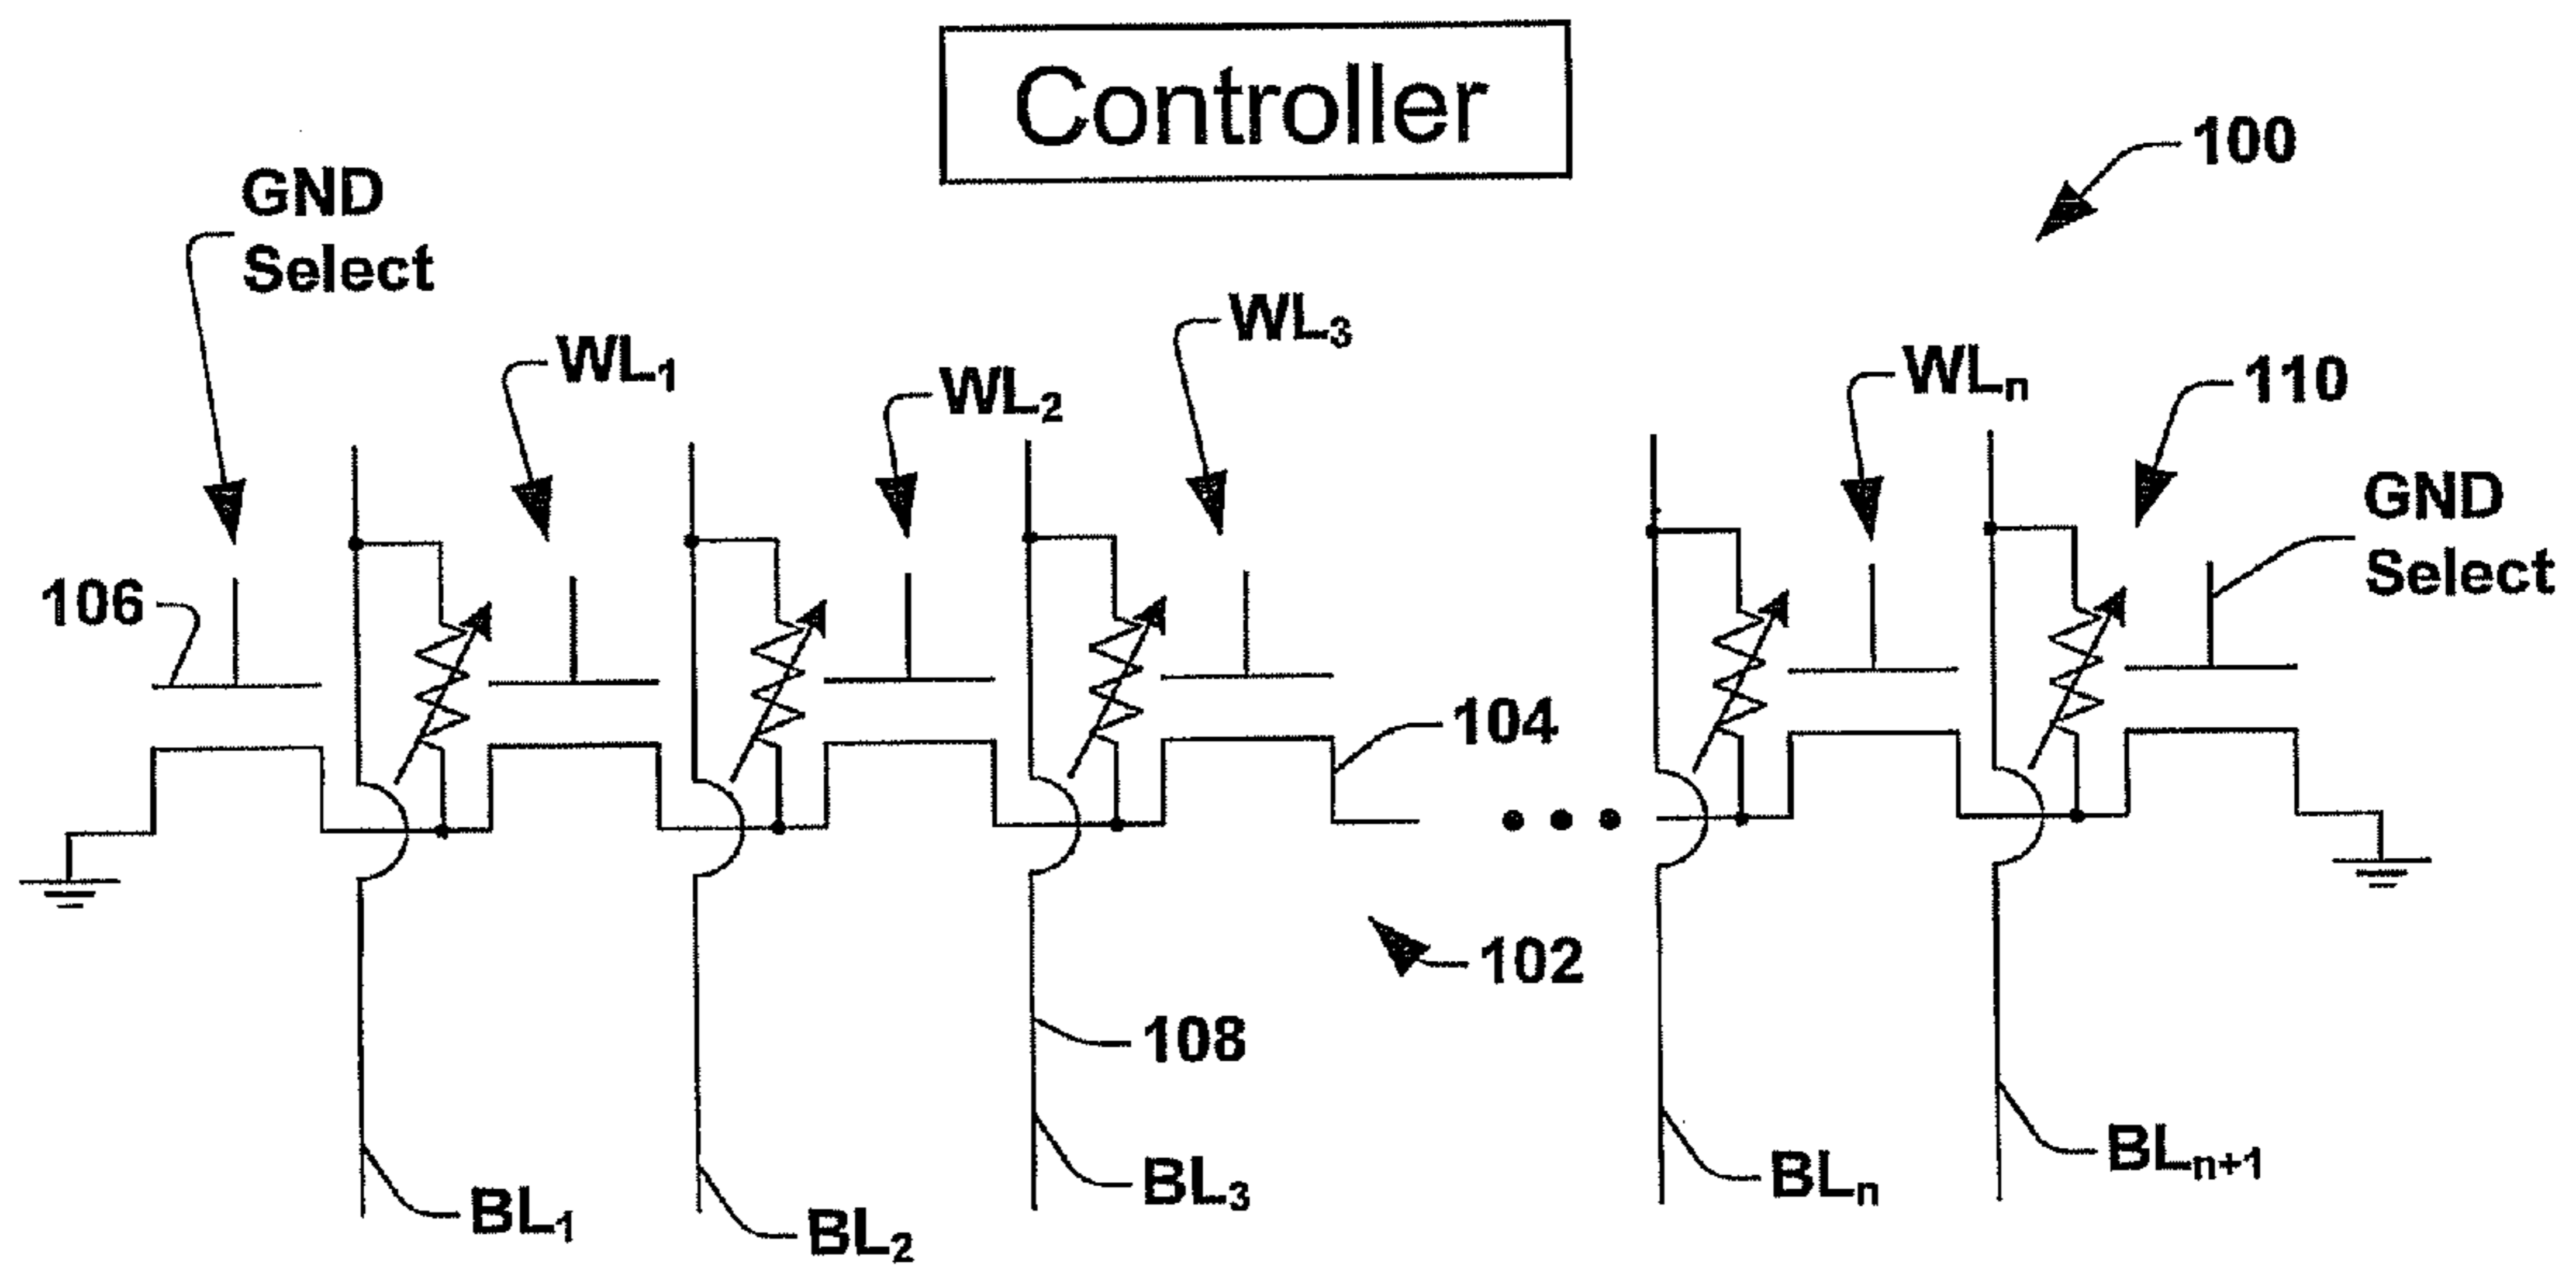 Controller
100
GND
Select
WL1
WL2
WL3
WLn
110
GND
Select
106
104
102
108
BL1
BL2
BL3
BLn
BLn+1